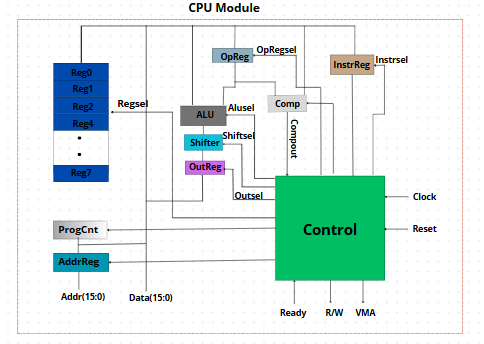 CPU Module
OpReg
OpRegsel
InstrReg
Instrsel
Reg0
Reg1
Reg2
Reg4
Reg7
Regsel
ALU
Alusel
Comp
Compout
Shifter
Shiftsel
OutReg
Outsel
Control
Clock
Reset
ProgCnt
AddrReg
Addr(15:0)
Data(15:0)
Ready
R/W
VMA